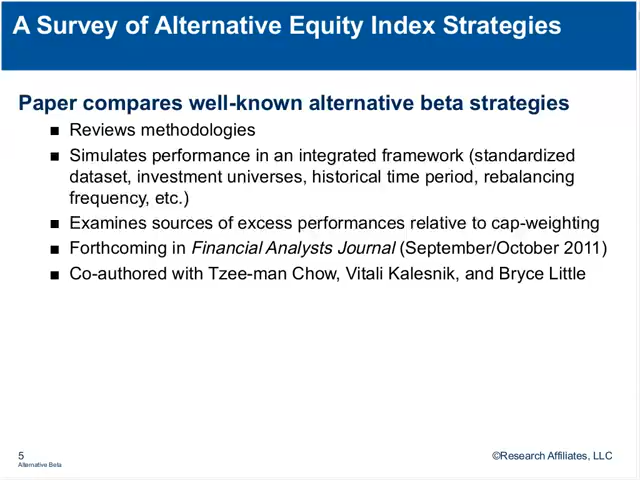 A Survey of Alternative Equity Index Strategies
Paper compares well-known alternative beta strategies
■ Reviews methodologies
■ Simulates performance in an integrated framework (standardized
dataset, investment universes, historical time period, rebalancing
frequency, etc.)
■ Examines sources of excess performances relative to cap-weighting
■ Forthcoming in Financial Analysts Journal (September/October 2011)
■ Co-authored with Tzee-man Chow, Vitali Kalesnik, and Bryce Little
5
Alternative Beta
©Research Affiliates, LLC